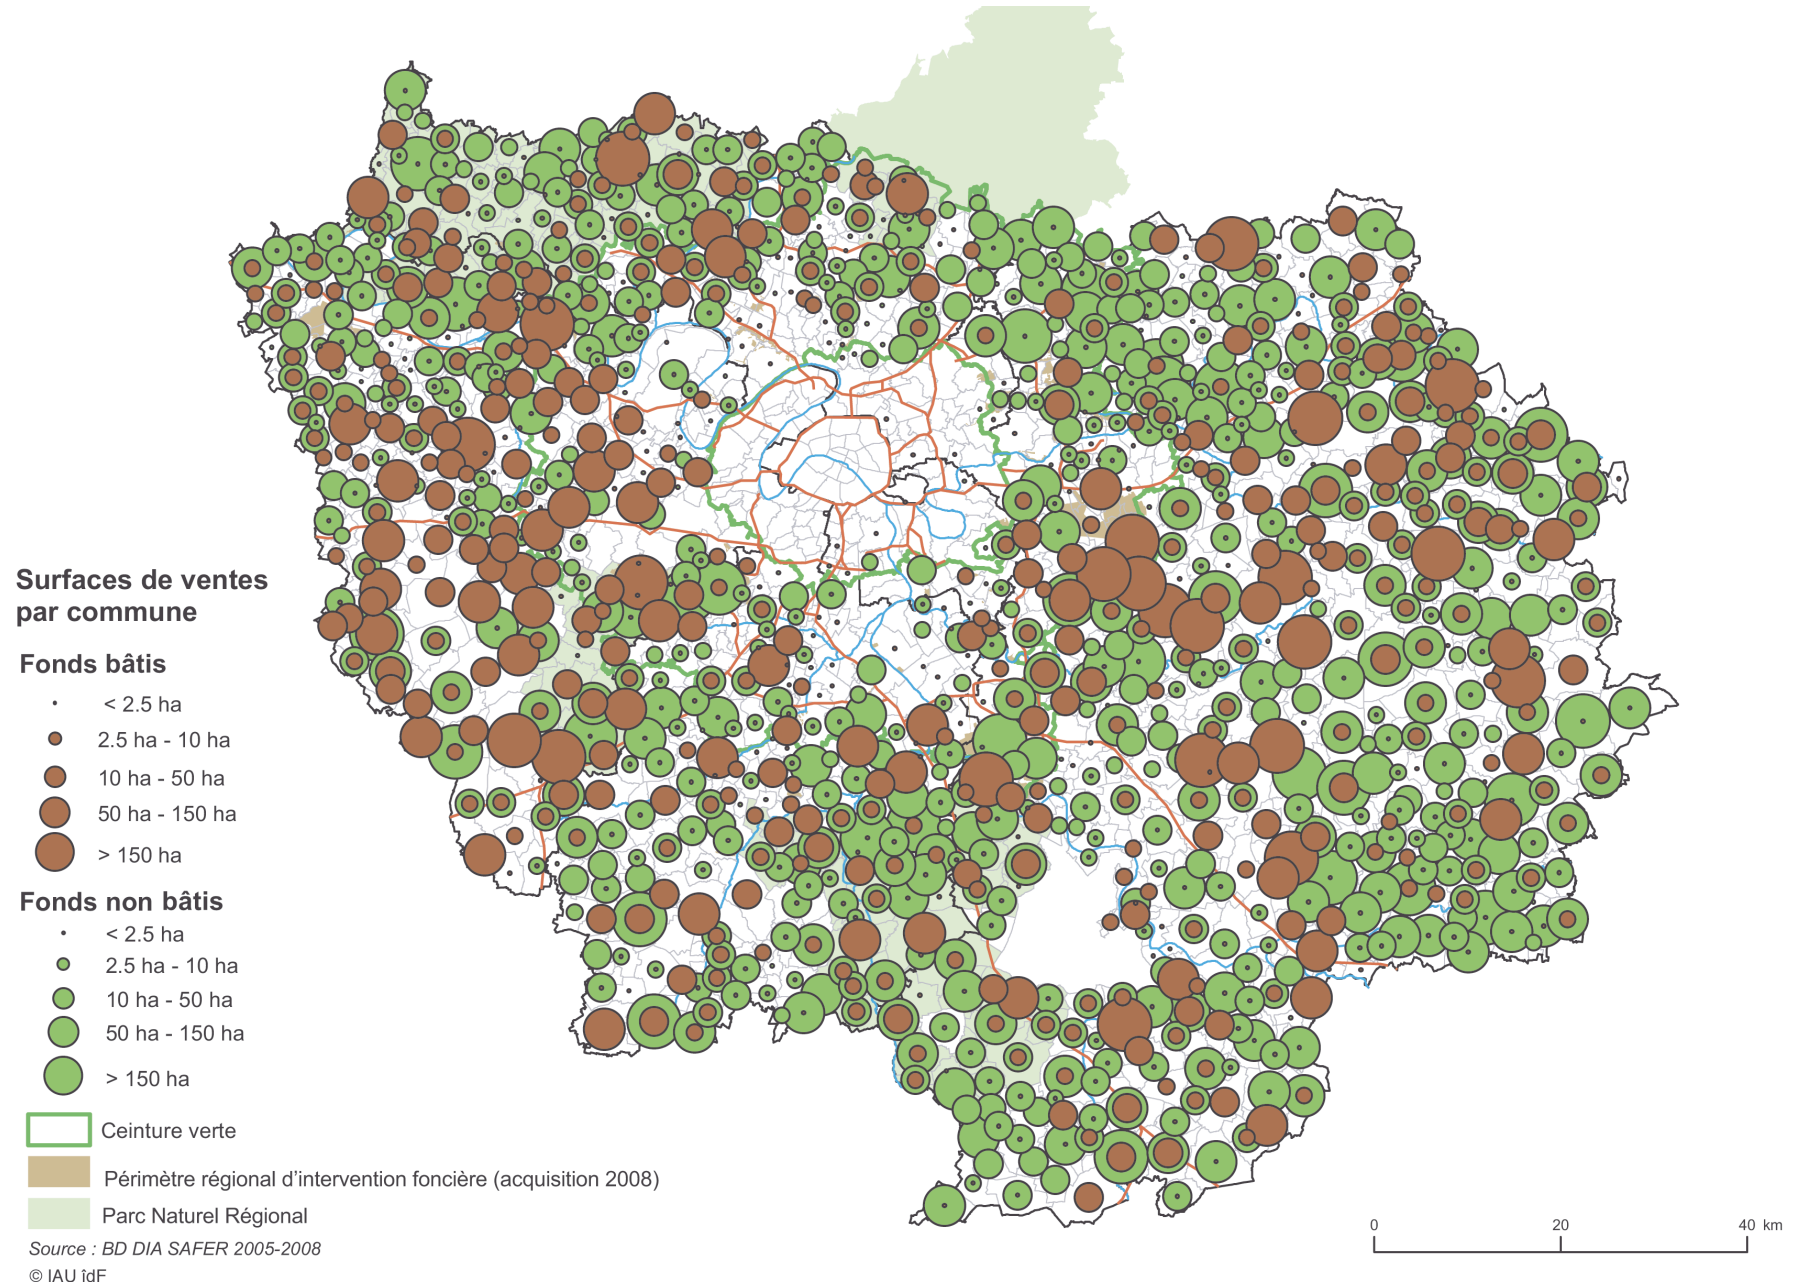 Surfaces de ventes
par commune
Fonds bâtis
< 2.5 ha
2.5 ha - 10 ha
10 ha - 50 ha
50 ha - 150 ha
> 150 ha
Fonds non bâtis
< 2.5 ha
2.5 ha - 10 ha
10 ha - 50 ha
50 ha - 150 ha
> 150 ha
Ceinture verte
Périmètre régional d'intervention foncière (acquisition 2008)
Parc Naturel Régional
Source : BD DIA SAFER 2005-2008
© IAU îdF
0 20 40 km